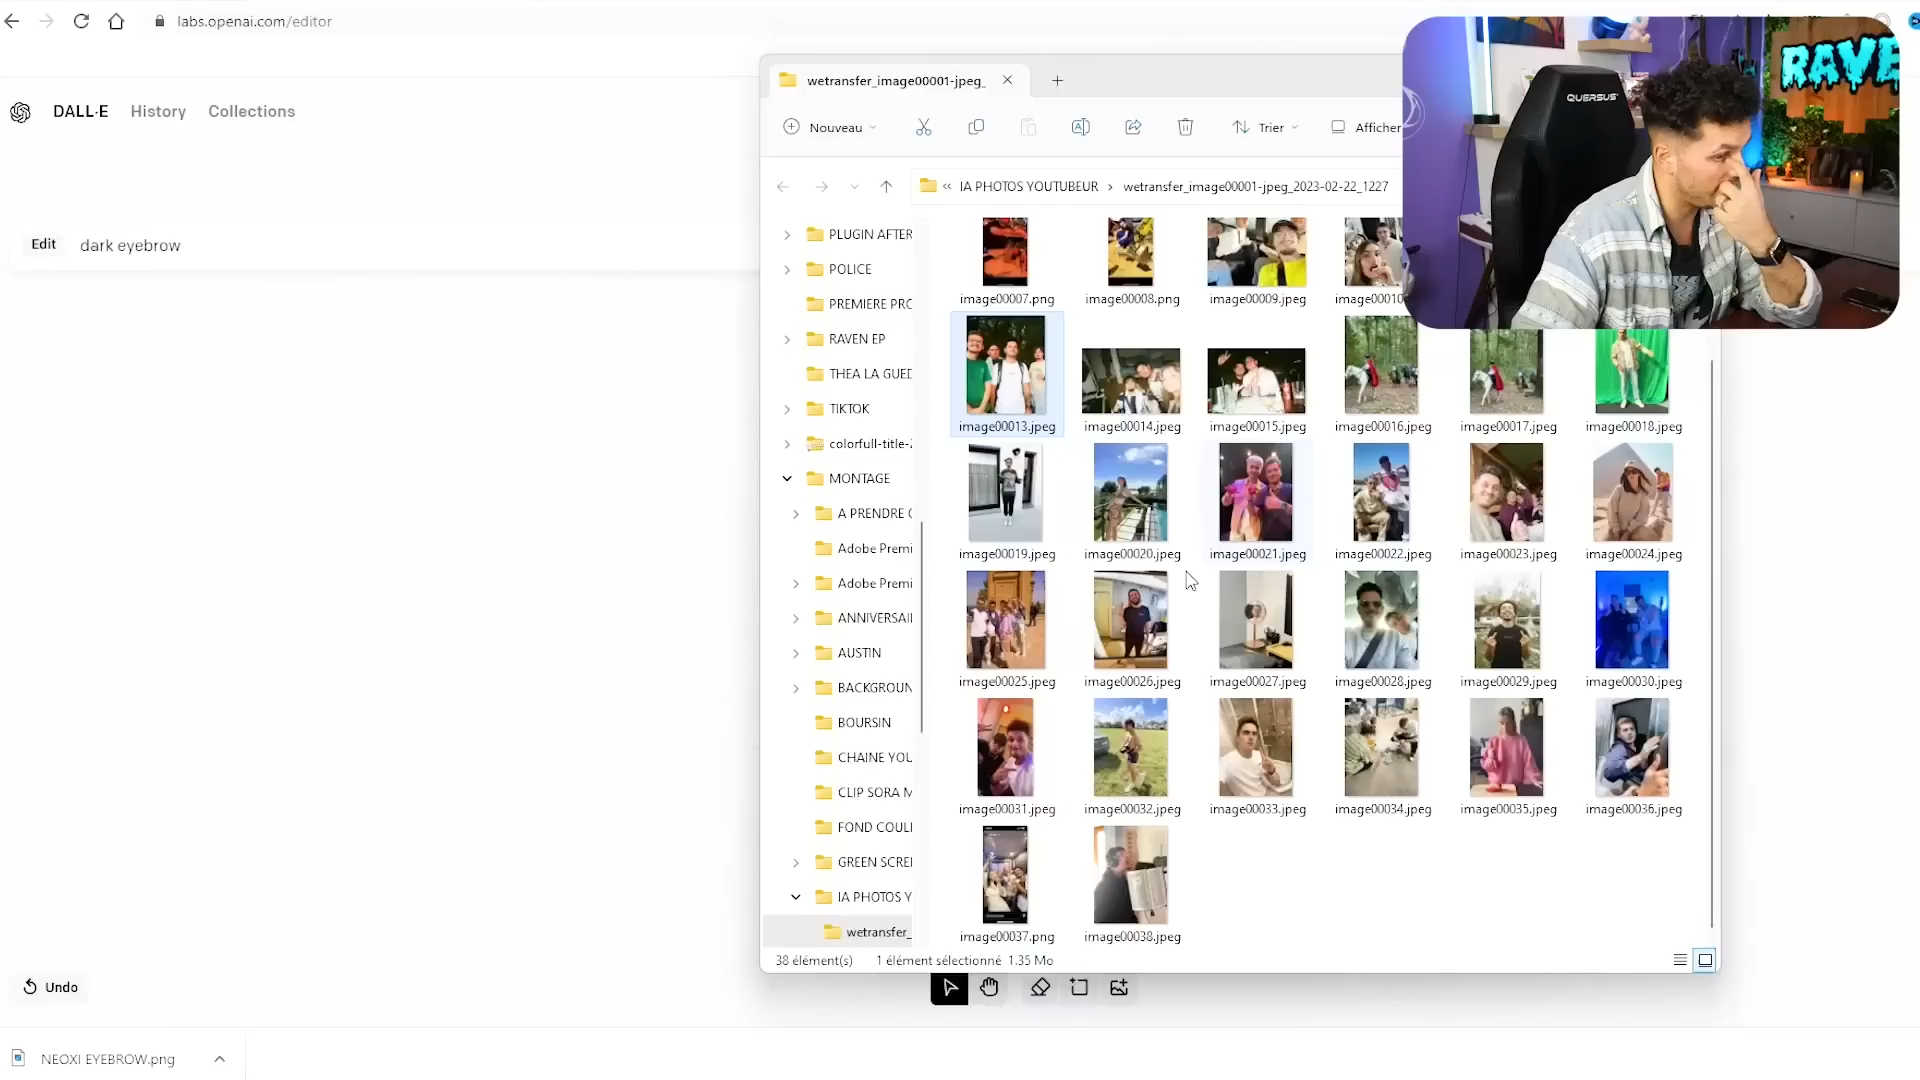 labs.openai.com/editor
DALL·E History Collections
Edit dark eyebrow
Undo
NEOXI EYEBROW.png
wetransfer_image00001-jpeg_
Nouveau
Trier
Afficher
« IA PHOTOS YOUTUBEUR › wetransfer_image00001-jpeg_2023-02-22_1227
PLUGIN AFTER
POLICE
PREMIERE PRO
RAVEN EP
THEA LA GUED
TIKTOK
colorfull-title-2
MONTAGE
A PRENDRE
Adobe Premi
Adobe Premi
ANNIVERSAI
AUSTIN
BACKGROUN
BOURSIN
CHAINE YOU
CLIP SORA M
FOND COUL
GREEN SCREE
IA PHOTOS Y
wetransfer_
image00007.png image00008.png image00009.jpeg image00010
image00013.jpeg image00014.jpeg image00015.jpeg image00016.jpeg image00017.jpeg image00018.jpeg
image00019.jpeg image00020.jpeg image00021.jpeg image00022.jpeg image00023.jpeg image00024.jpeg
image00025.jpeg image00026.jpeg image00027.jpeg image00028.jpeg image00029.jpeg image00030.jpeg
image00031.jpeg image00032.jpeg image00033.jpeg image00034.jpeg image00035.jpeg image00036.jpeg
image00037.png image00038.jpeg
38 élément(s) 1 élément sélectionné 1.35 Mo
QUERSUS
RAVE